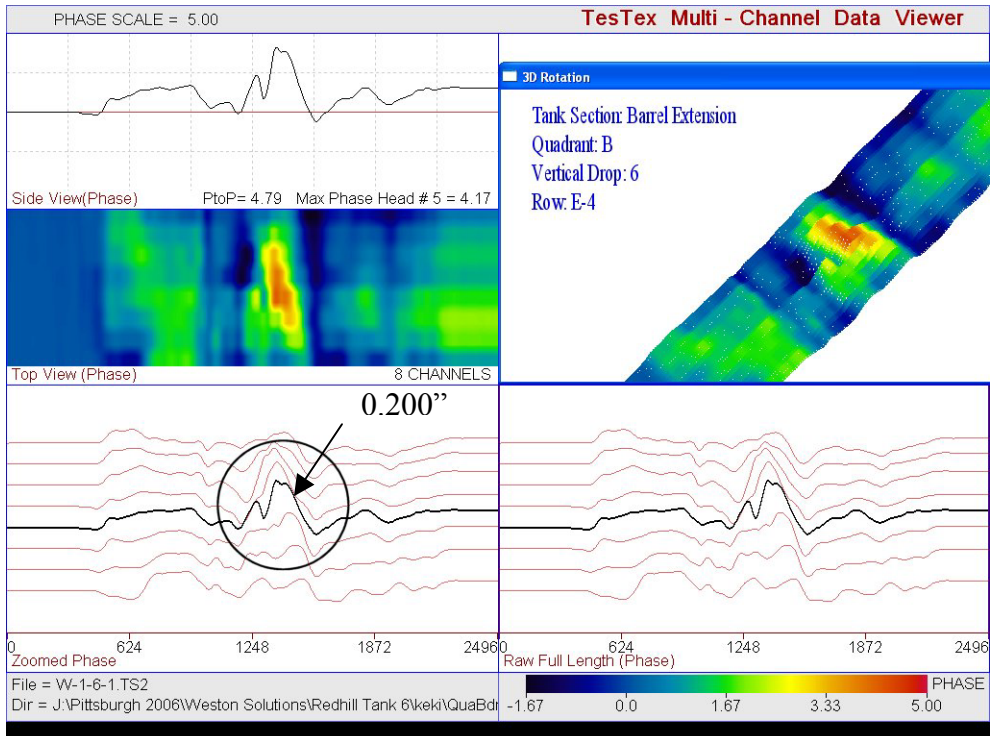 PHASE SCALE = 5.00
TesTex Multi - Channel Data Viewer
3D Rotation
Tank Section: Barrel Extension
Quadrant: B
Vertical Drop: 6
Row: E-4
Side View(Phase) PtoP= 4.79 Max Phase Head # 5 = 4.17
Top View (Phase) 8 CHANNELS
0.200”
0 624 1248 1872 2496
Zoomed Phase
0 624 1248 1872 2496
Raw Full Length (Phase)
File = W-1-6-1.TS2
Dir = J:\Pittsburgh 2006\Weston Solutions\Redhill Tank 6\keki\QuaBdr
PHASE
-1.67 0.0 1.67 3.33 5.00